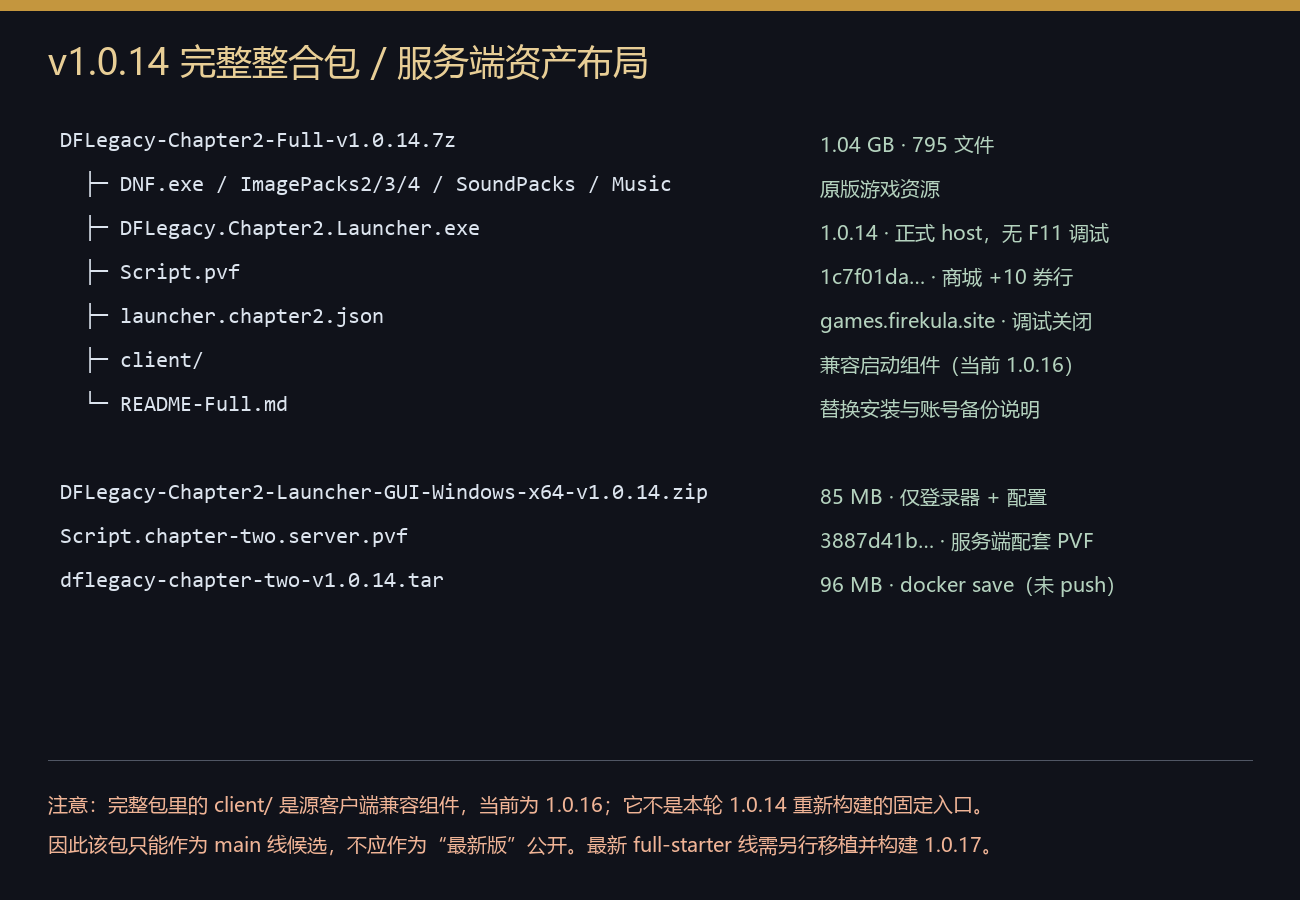 v1.0.14 完整整合包 / 服务端资产布局
DFLegacy-Chapter2-Full-v1.0.14.7z 1.04 GB · 795 文件
├─ DNF.exe / ImagePacks2/3/4 / SoundPacks / Music 原版游戏资源
├─ DFLegacy.Chapter2.Launcher.exe 1.0.14 · 正式 host，无 F11 调试
├─ Script.pvf 1c7f01da… · 商城 +10 券行
├─ launcher.chapter2.json games.firekula.site · 调试关闭
├─ client/ 兼容启动组件（当前 1.0.16）
└─ README-Full.md 替换安装与账号备份说明
DFLegacy-Chapter2-Launcher-GUI-Windows-x64-v1.0.14.zip 85 MB · 仅登录器 + 配置
Script.chapter-two.server.pvf 3887d41b… · 服务端配套 PVF
dflegacy-chapter-two-v1.0.14.tar 96 MB · docker save（未 push）
注意：完整包里的 client/ 是源客户端兼容组件，当前为 1.0.16；它不是本轮 1.0.14 重新构建的固定入口。
因此该包只能作为 main 线候选，不应作为“最新版”公开。最新 full-starter 线需另行移植并构建 1.0.17。